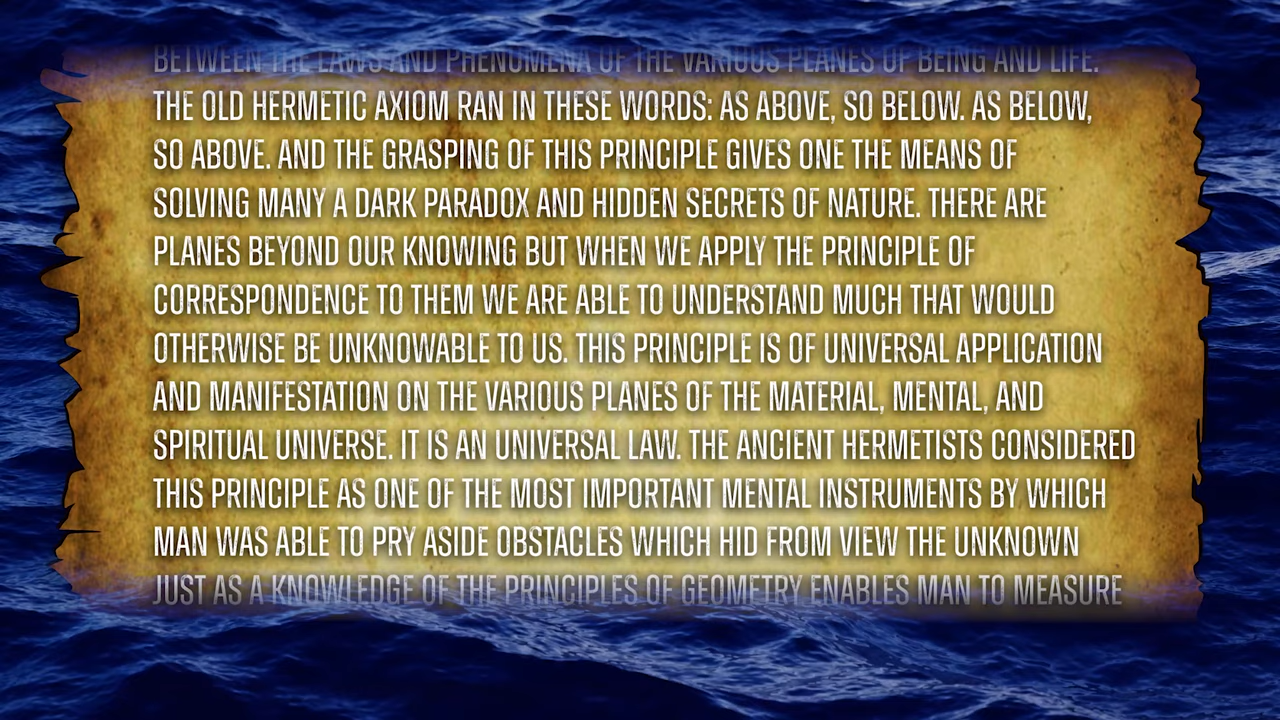 BETWEEN THE LAWS AND PHENOMENA OF THE VARIOUS PLANES OF BEING AND LIFE.
THE OLD HERMETIC AXIOM RAN IN THESE WORDS: AS ABOVE, SO BELOW. AS BELOW,
SO ABOVE. AND THE GRASPING OF THIS PRINCIPLE GIVES ONE THE MEANS OF
SOLVING MANY A DARK PARADOX AND HIDDEN SECRETS OF NATURE. THERE ARE
PLANES BEYOND OUR KNOWING BUT WHEN WE APPLY THE PRINCIPLE OF
CORRESPONDENCE TO THEM WE ARE ABLE TO UNDERSTAND MUCH THAT WOULD
OTHERWISE BE UNKNOWABLE TO US. THIS PRINCIPLE IS OF UNIVERSAL APPLICATION
AND MANIFESTATION ON THE VARIOUS PLANES OF THE MATERIAL, MENTAL, AND
SPIRITUAL UNIVERSE. IT IS AN UNIVERSAL LAW. THE ANCIENT HERMETISTS CONSIDERED
THIS PRINCIPLE AS ONE OF THE MOST IMPORTANT MENTAL INSTRUMENTS BY WHICH
MAN WAS ABLE TO PRY ASIDE OBSTACLES WHICH HID FROM VIEW THE UNKNOWN
JUST AS A KNOWLEDGE OF THE PRINCIPLES OF GEOMETRY ENABLES MAN TO MEASURE